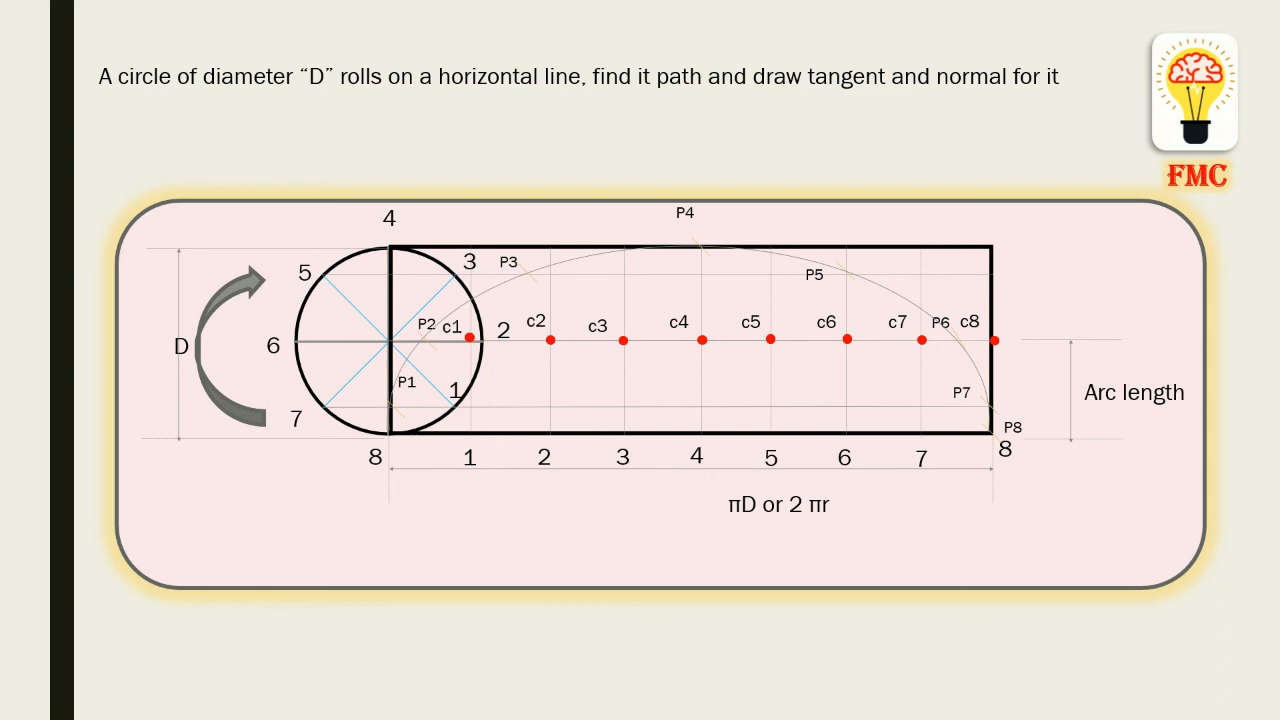 A circle of diameter “D” rolls on a horizontal line, find it path and draw tangent and normal for it
FMC
4
P4
5
3
P3
P5
D
6
P2
c1
2
c2
c3
c4
c5
c6
c7
P6
c8
7
P1
1
P7
Arc length
P8
8
1
2
3
4
5
6
7
8
πD or 2 πr